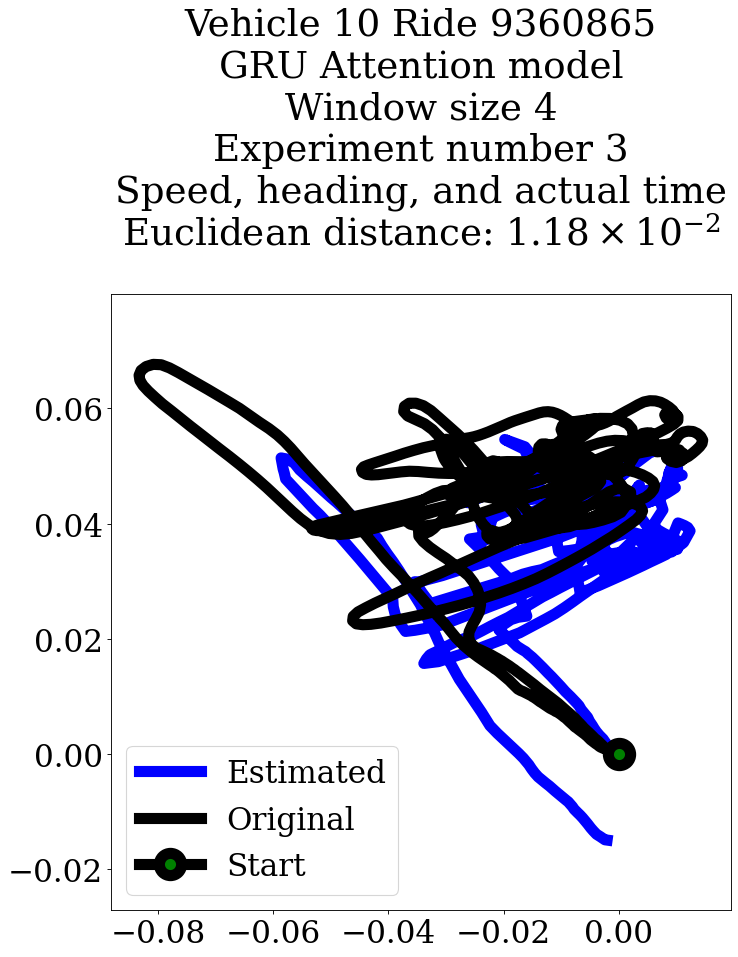 Vehicle 10 Ride 9360865
GRU Attention model
Window size 4
Experiment number 3
Speed, heading, and actual time
Euclidean distance: 1.18 × 10⁻²
0.06
0.04
0.02
0.00
−0.02
Estimated
Original
Start
−0.08 −0.06 −0.04 −0.02 0.00